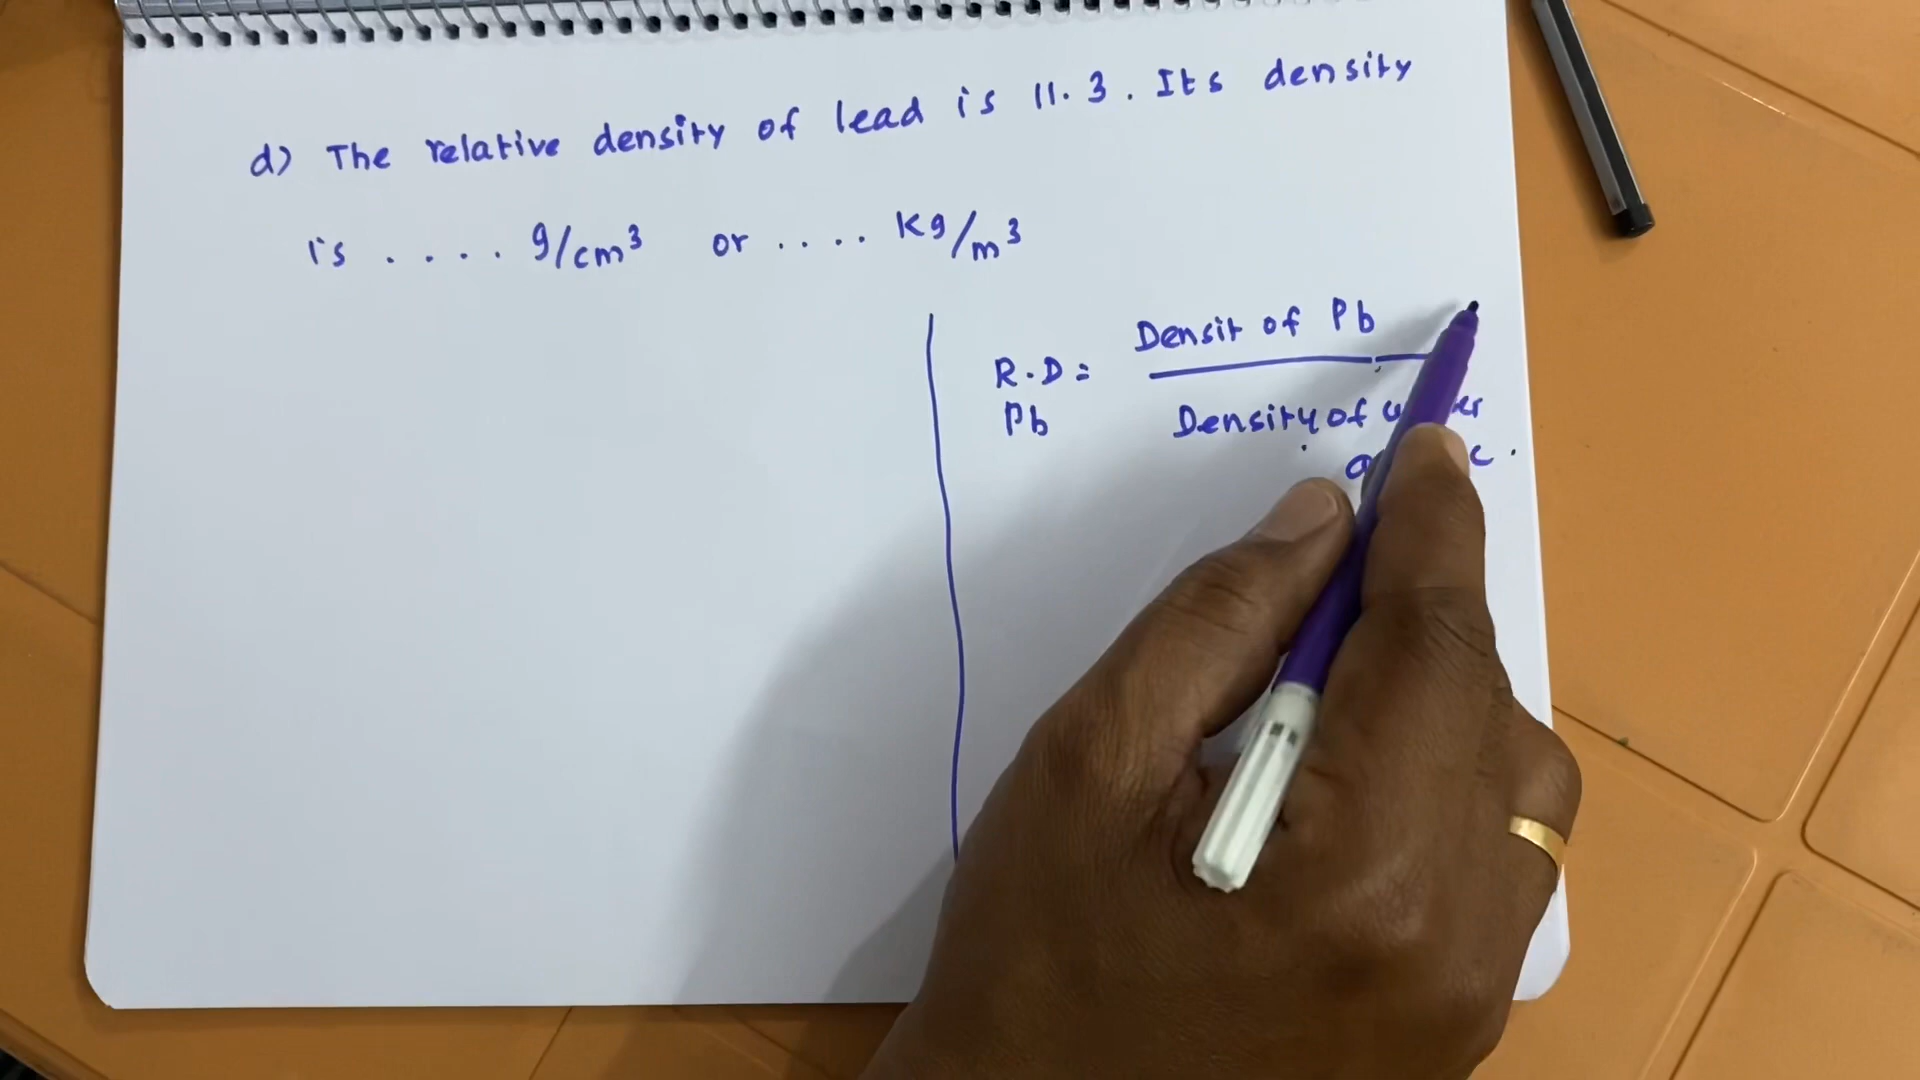 d) The relative density of lead is 11.3. Its density
is .... g/cm³ or .... kg/m³
Densit of Pb
R.D =
Pb
Density of